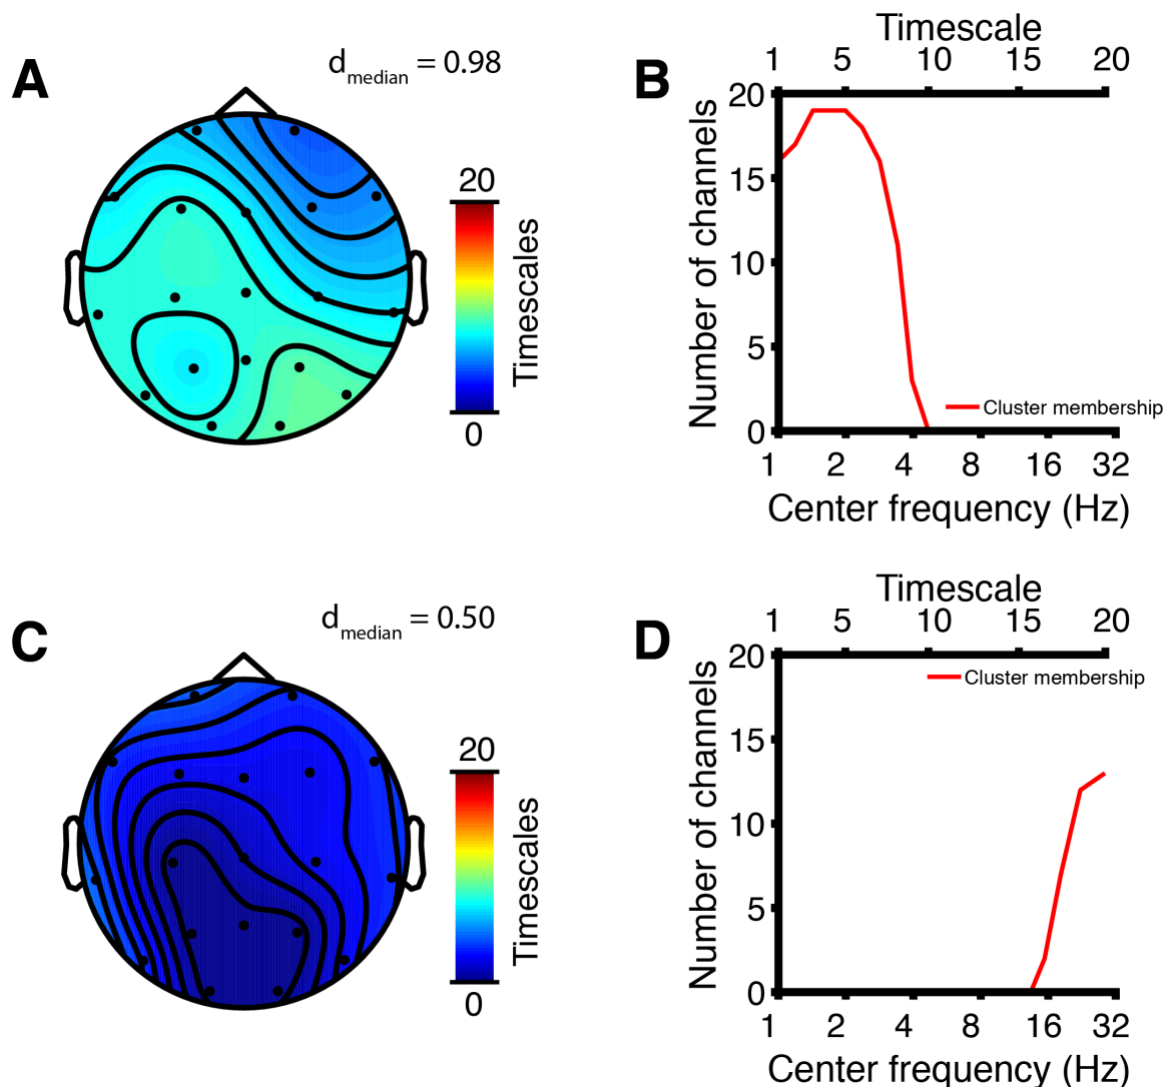 A
d_median = 0.98
20
Timescales
0
B
Timescale
1 5 10 15 20
20
15
10
5
0
Number of channels
Cluster membership
1 2 4 8 16 32
Center frequency (Hz)
C
d_median = 0.50
20
Timescales
0
D
Timescale
1 5 10 15 20
20
15
10
5
0
Number of channels
Cluster membership
1 2 4 8 16 32
Center frequency (Hz)